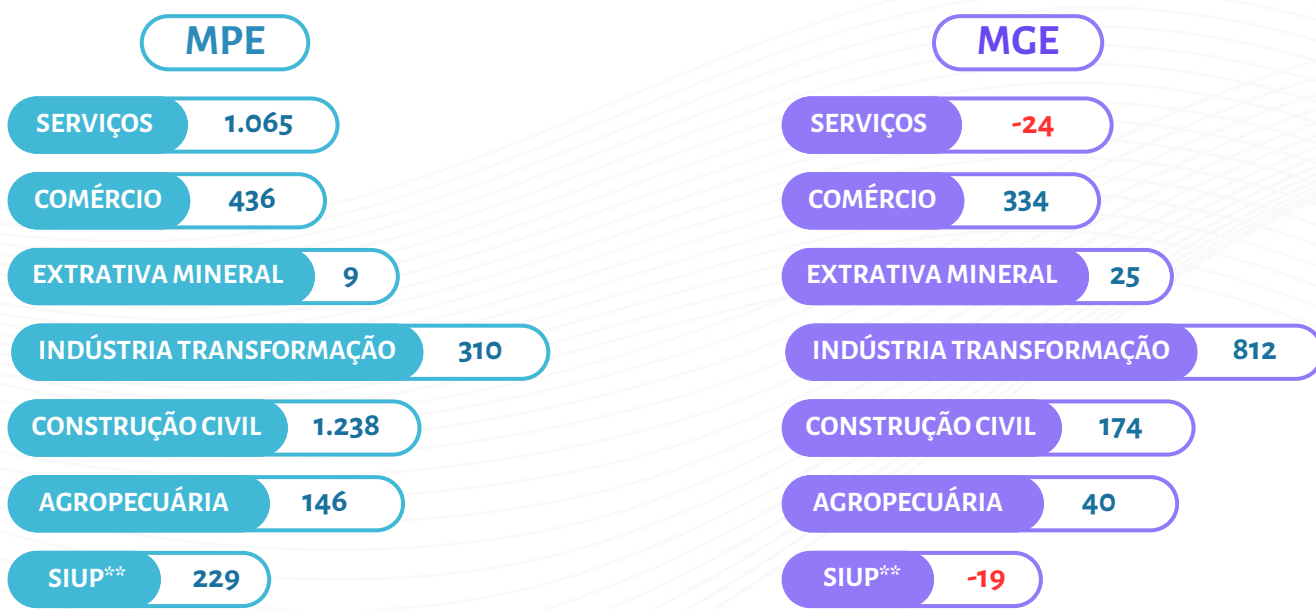 MPE
SERVIÇOS 1.065
COMÉRCIO 436
EXTRATIVA MINERAL 9
INDÚSTRIA TRANSFORMAÇÃO 310
CONSTRUÇÃO CIVIL 1.238
AGROPECUÁRIA 146
SIUP** 229
MGE
SERVIÇOS -24
COMÉRCIO 334
EXTRATIVA MINERAL 25
INDÚSTRIA TRANSFORMAÇÃO 812
CONSTRUÇÃO CIVIL 174
AGROPECUÁRIA 40
SIUP** -19